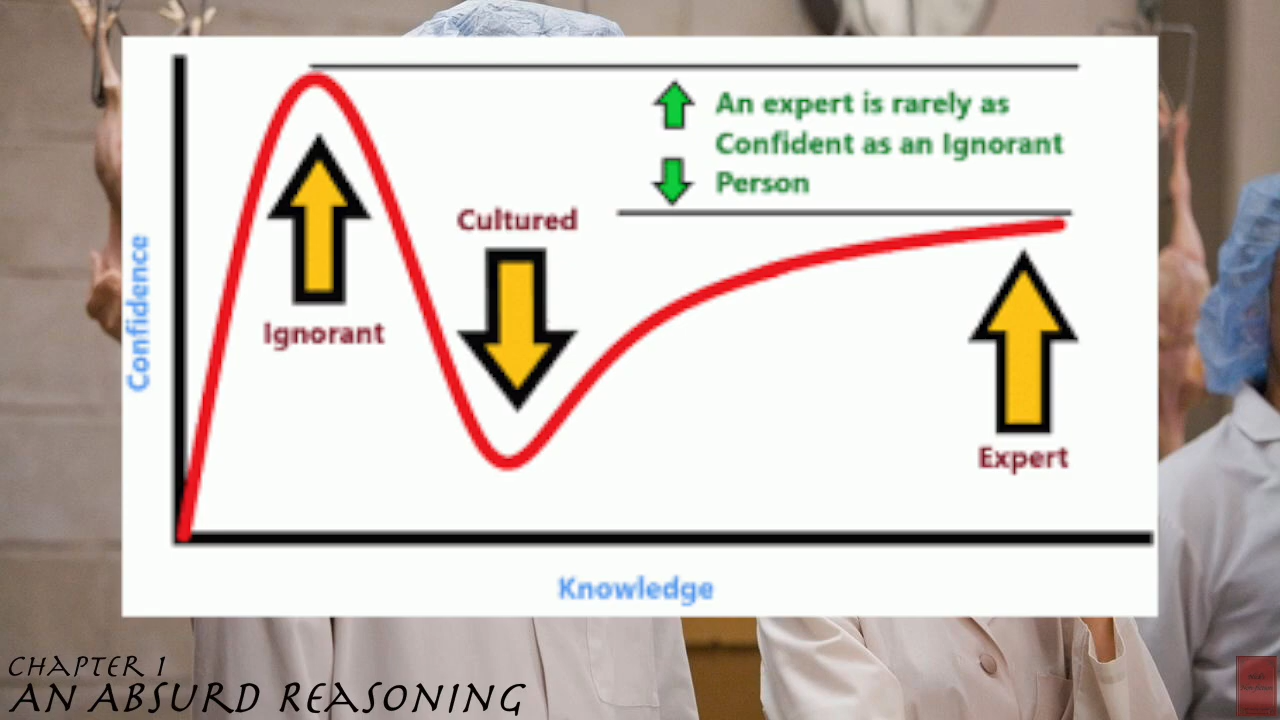 An expert is rarely as
Confident as an Ignorant
Person
Cultured
Ignorant
Confidence
Expert
Knowledge
CHAPTER 1
AN ABSURD REASONING